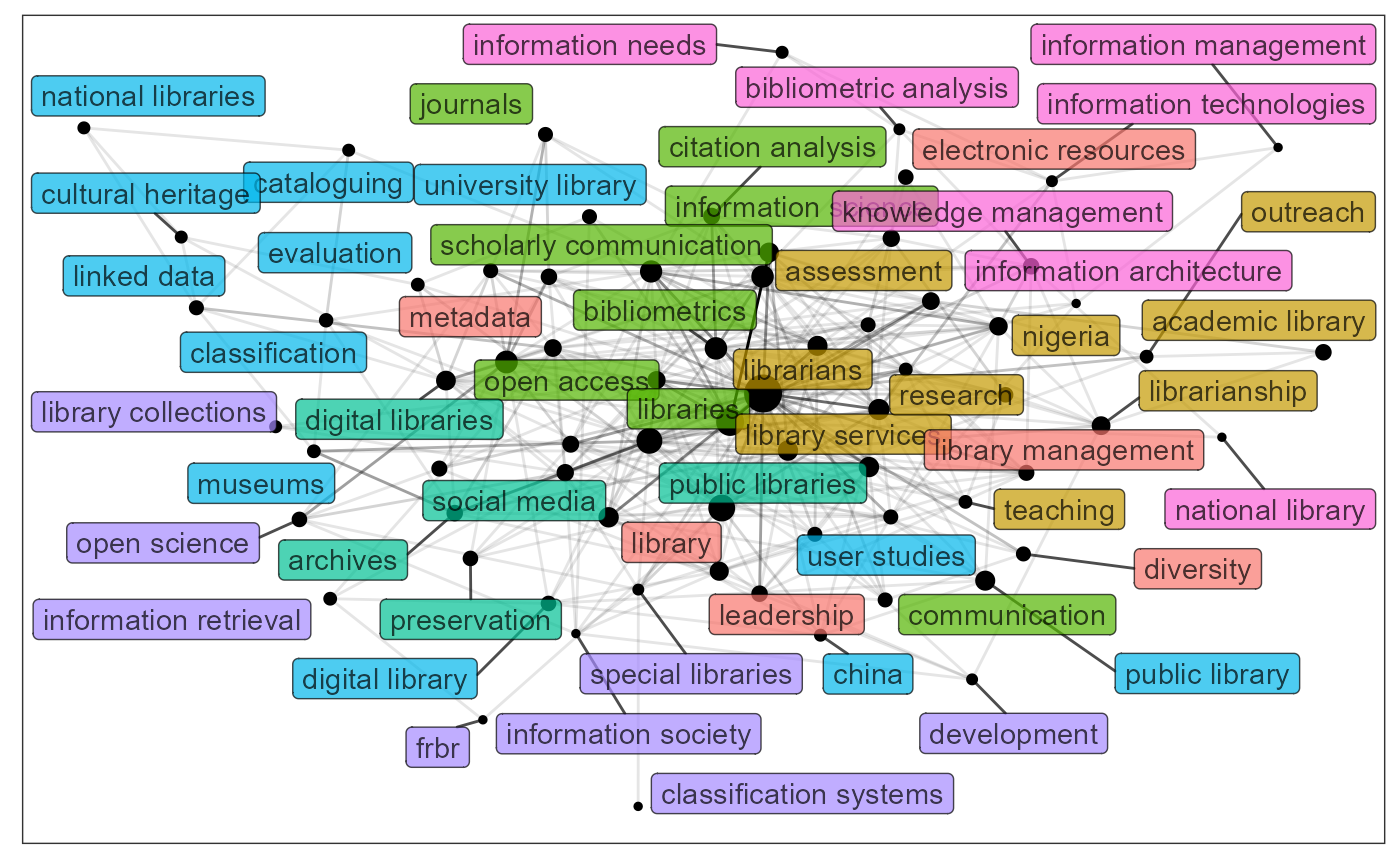 information needs
information management
national libraries
journals
bibliometric analysis
information technologies
citation analysis
electronic resources
cultural heritage
cataloguing
university library
information science
knowledge management
outreach
evaluation
scholarly communication
linked data
assessment
information architecture
metadata
bibliometrics
nigeria
academic library
classification
open access
librarians
research
librarianship
library collections
digital libraries
libraries
library services
library management
museums
social media
public libraries
teaching
national library
open science
archives
library
user studies
diversity
information retrieval
preservation
leadership
communication
digital library
special libraries
china
public library
frbr
information society
development
classification systems